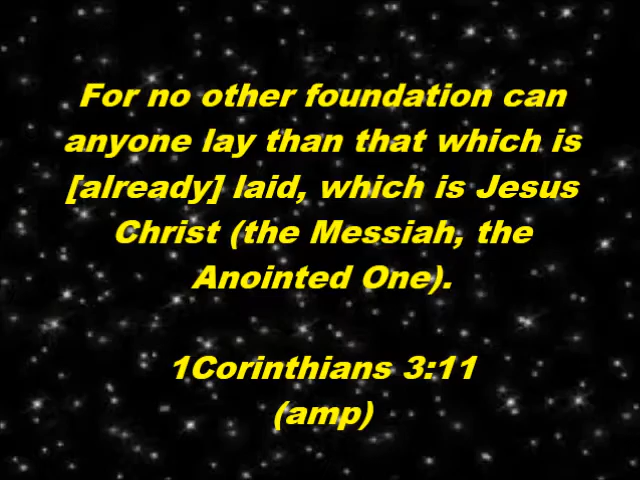 For no other foundation can
anyone lay than that which is
[already] laid, which is Jesus
Christ (the Messiah, the
Anointed One).
1Corinthians 3:11
(amp)